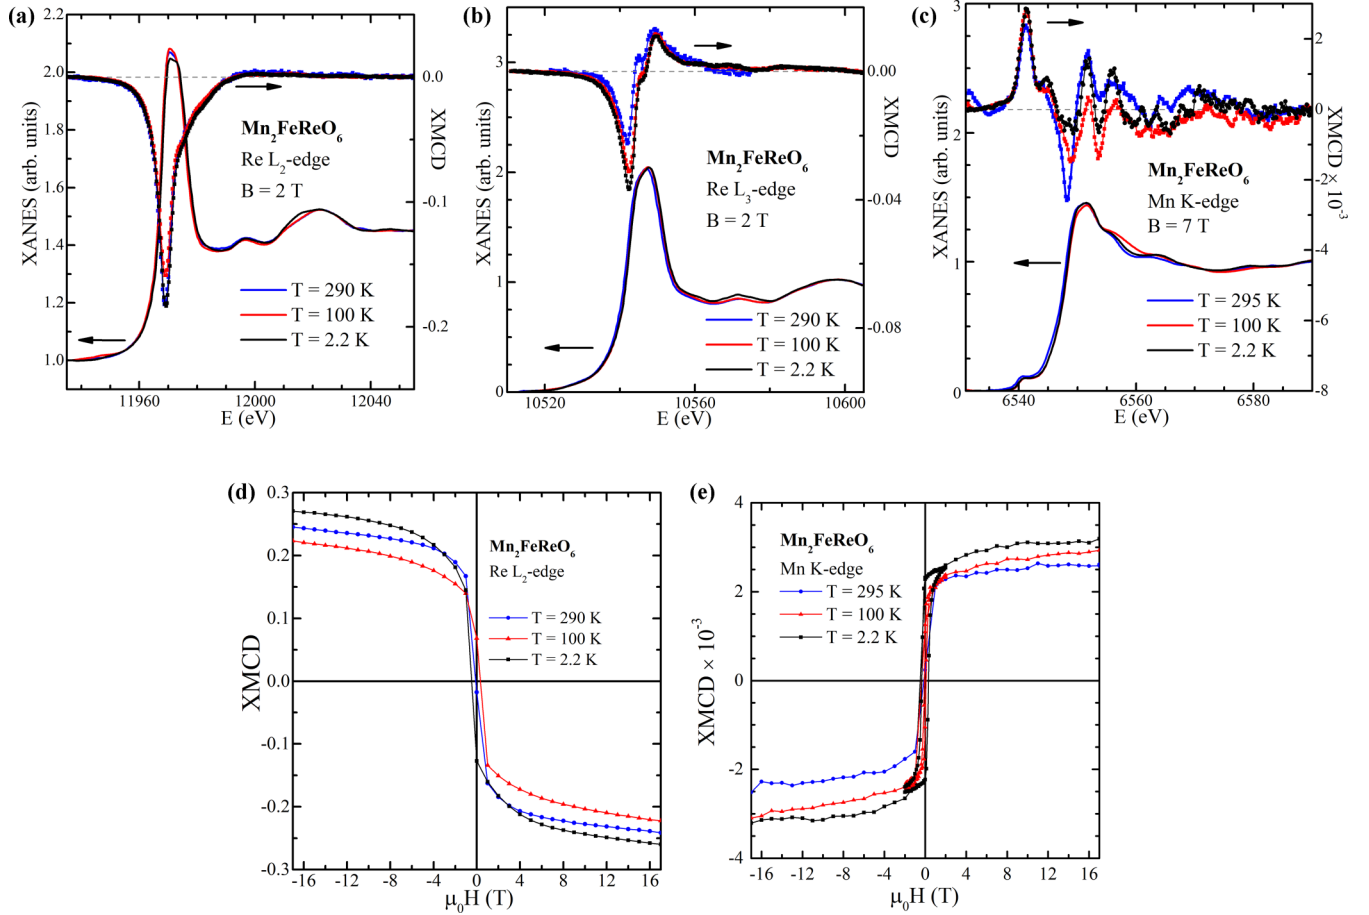 (a)
XANES (arb. units)
2.2
2.0
1.8
1.6
1.4
1.2
1.0
11960
12000
12040
E (eV)
0.0
-0.1
-0.2
XMCD
Mn₂FeReO₆
Re L₂-edge
B = 2 T
T = 290 K
T = 100 K
T = 2.2 K
(b)
XANES (arb. units)
3
2
1
0
10520
10560
10600
E (eV)
0.00
-0.04
-0.08
XMCD
Mn₂FeReO₆
Re L₃-edge
B = 2 T
T = 290 K
T = 100 K
T = 2.2 K
(c)
XANES (arb. units)
3
2
1
0
6540
6560
6580
E (eV)
2
0
-2
-4
-6
-8
XMCD× 10⁻³
Mn₂FeReO₆
Mn K-edge
B = 7 T
T = 295 K
T = 100 K
T = 2.2 K
(d)
XMCD
0.3
0.2
0.1
0.0
-0.1
-0.2
-0.3
-16
-12
-8
-4
0
4
8
12
16
μ₀H (T)
Mn₂FeReO₆
Re L₂-edge
T = 290 K
T = 100 K
T = 2.2 K
(e)
XMCD × 10⁻³
4
2
0
-2
-4
-16
-12
-8
-4
0
4
8
12
16
μ₀H (T)
Mn₂FeReO₆
Mn K-edge
T = 295 K
T = 100 K
T = 2.2 K